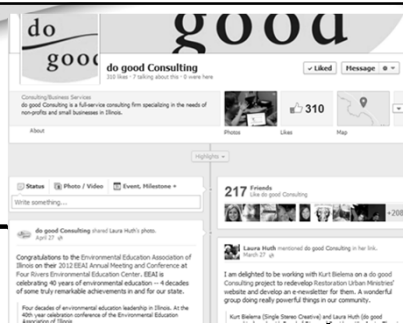 do
good
good
do good Consulting
310 likes · 7 talking about this · 0 were here
Liked
Message
Consulting/Business Services
do good Consulting is a full-service consulting firm specializing in the needs of
non-profits and small businesses in Illinois.
About
Photos
310
Likes
Map
Highlights
Status
Photo / Video
Event, Milestone +
Write something...
217 Friends
Like do good Consulting
+208
do good Consulting shared Laura Huth's photo.
April 27
Congratulations to the Environmental Education Association of
Illinois on their 2012 EEAI Annual Meeting and Conference at
Four Rivers Environmental Education Center. EEAI is
celebrating 40 years of environmental education -- 4 decades
of some truly remarkable achievements in and for our state.
Four decades of environmental education leadership in Illinois. At the
40th year celebration conference of the Environmental Education
Association of Illinois
Laura Huth mentioned do good Consulting in her link.
March 27
I am delighted to be working with Kurt Bielema on a do good
Consulting project to redevelop Restoration Urban Ministries'
website and develop an e-newsletter for them. A wonderful
group doing really powerful things in our community.
Kurt Bielema (Single Stereo Creative) and Laura Huth (do good